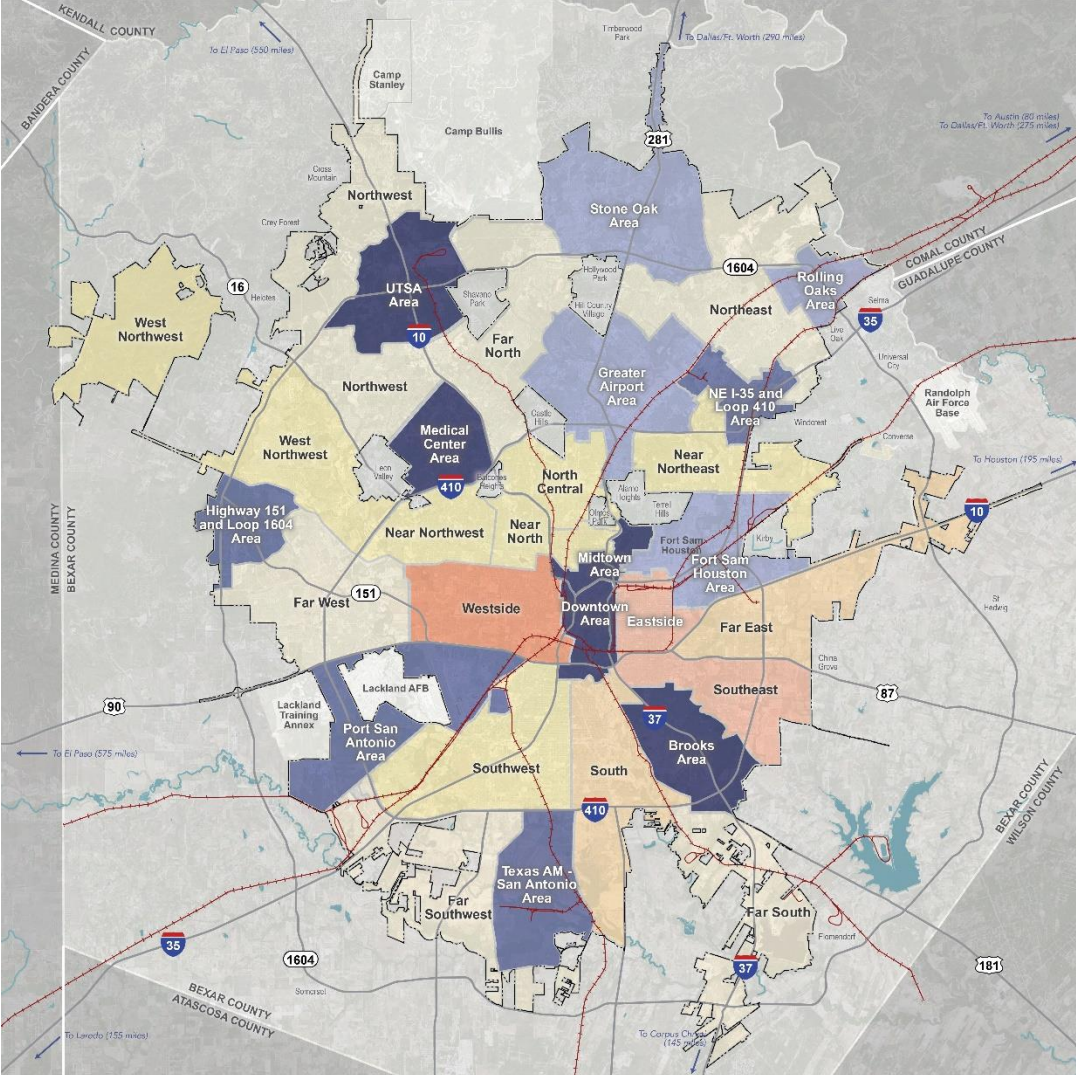 KENDALL COUNTY
BANDERA COUNTY
To El Paso (550 miles)
Timberwood
Park
To Dallas/Ft. Worth (290 miles)
Camp
Stanley
Camp Bullis
281
To Austin (80 miles)
To Dallas/Ft. Worth (275 miles)
Cross
Mountain
Northwest
Grey Forest
Stone Oak
Area
COMAL COUNTY
GUADALUPE COUNTY
1604
Hollywood
Park
Rolling
Oaks
Area
16
Helotes
UTSA
Area
Shavano
Park
Hill Country
Village
Northeast
Selma
35
West
Northwest
10
Far
North
Live
Oak
Universal
City
Northwest
Greater
Airport
Area
NE I-35 and
Loop 410
Area
Randolph
Air Force
Base
Castle
Hills
Windcrest
Converse
Medical
Center
Area
West
Northwest
Near
Northeast
To Houston (195 miles)
Leon
Valley
410
Balcones
Heights
North
Central
Alamo
Heights
Terrell
Hills
Olmos
Park
10
Highway 151
and Loop 1604
Area
Near Northwest
Near
North
Fort Sam
Houston
Kirby
MEDINA COUNTY
BEXAR COUNTY
Midtown
Area
Fort Sam
Houston
Area
Far West
151
Westside
Downtown
Area
Eastside
Far East
St
Hedwig
China
Grove
Lackland AFB
Southeast
87
90
Lackland
Training
Annex
37
Port San
Antonio
Area
Brooks
Area
To El Paso (575 miles)
Southwest
South
410
BEXAR COUNTY
WILSON COUNTY
Texas AM -
San Antonio
Area
Far
Southwest
Far South
Elmendorf
35
1604
37
181
Somerset
BEXAR COUNTY
ATASCOSA COUNTY
To Laredo (155 miles)
To Corpus Christi
(145 miles)